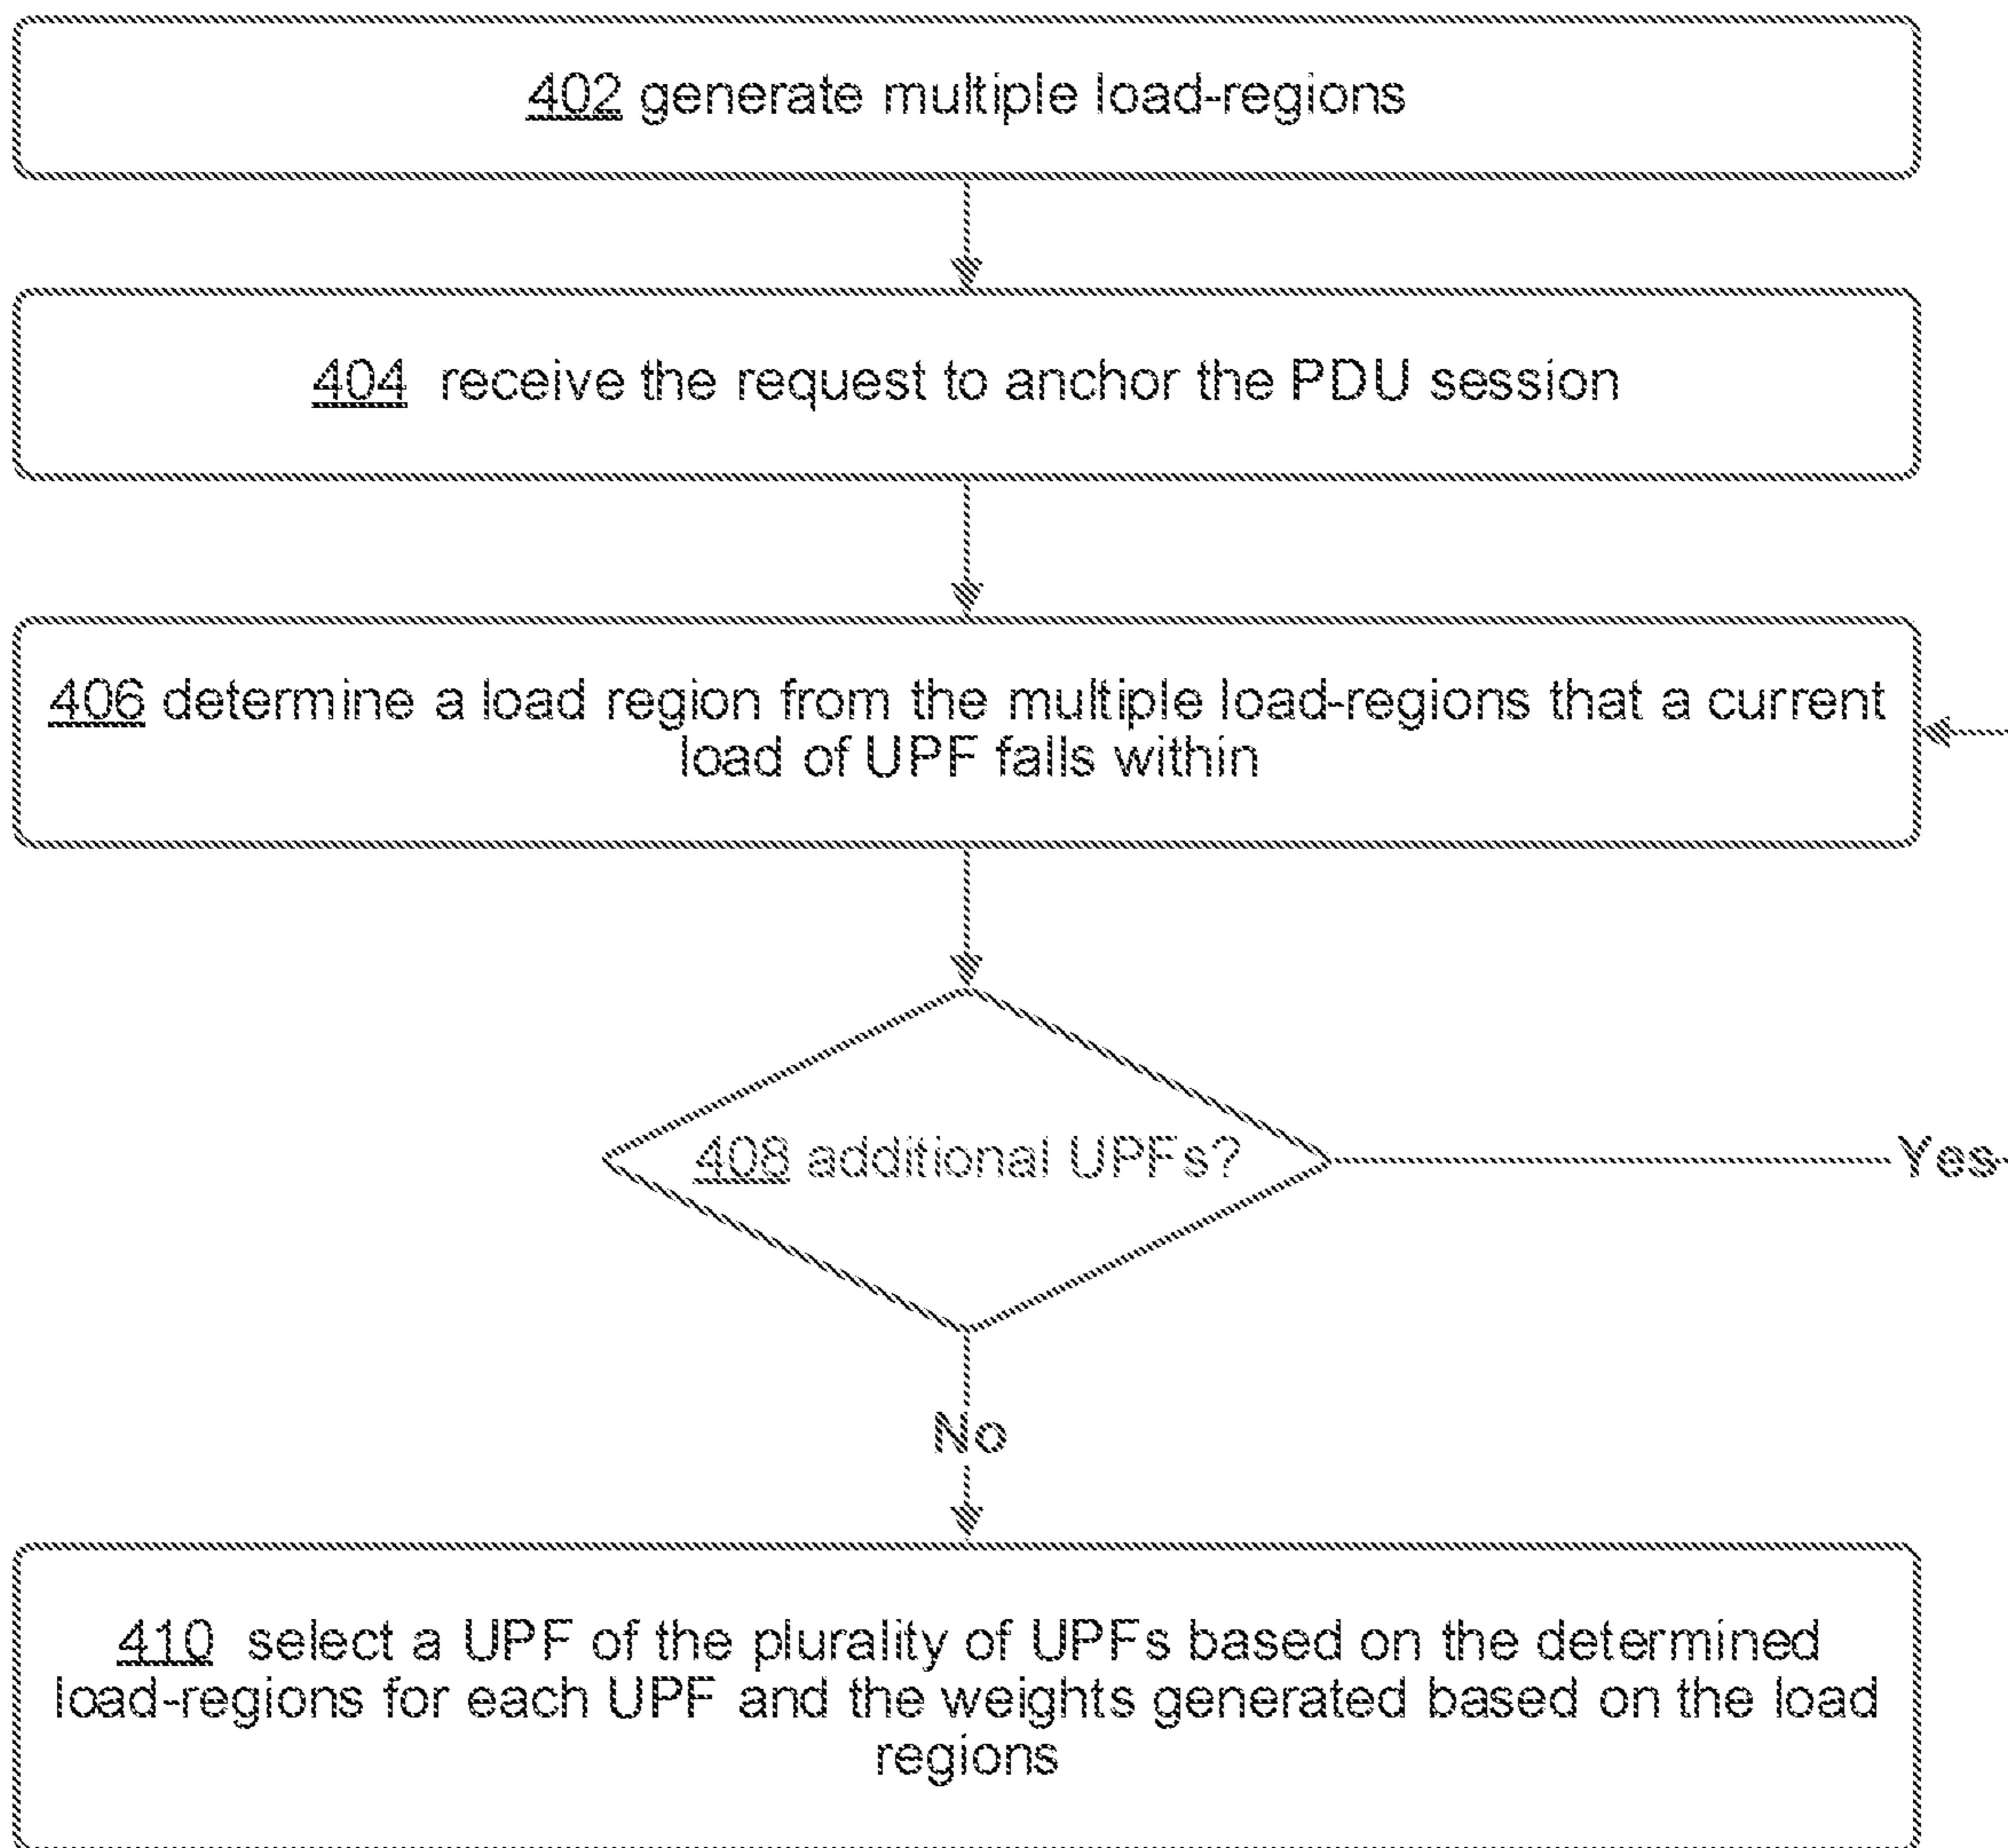 402 generate multiple load-regions
404 receive the request to anchor the PDU session
406 determine a load region from the multiple load-regions that a current
load of UPF falls within
408 additional UPFs?
Yes
No
410 select a UPF of the plurality of UPFs based on the determined
load-regions for each UPF and the weights generated based on the load
regions